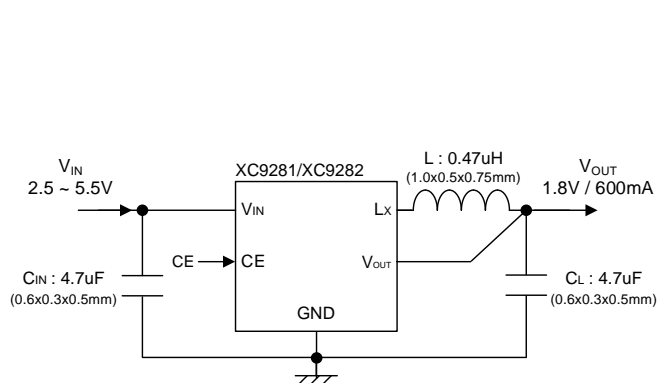 VIN
2.5 ~ 5.5V
XC9281/XC9282
L : 0.47uH
(1.0x0.5x0.75mm)
VOUT
1.8V / 600mA
VIN
LX
CE
CE
VOUT
CIN : 4.7uF
(0.6x0.3x0.5mm)
CL : 4.7uF
(0.6x0.3x0.5mm)
GND